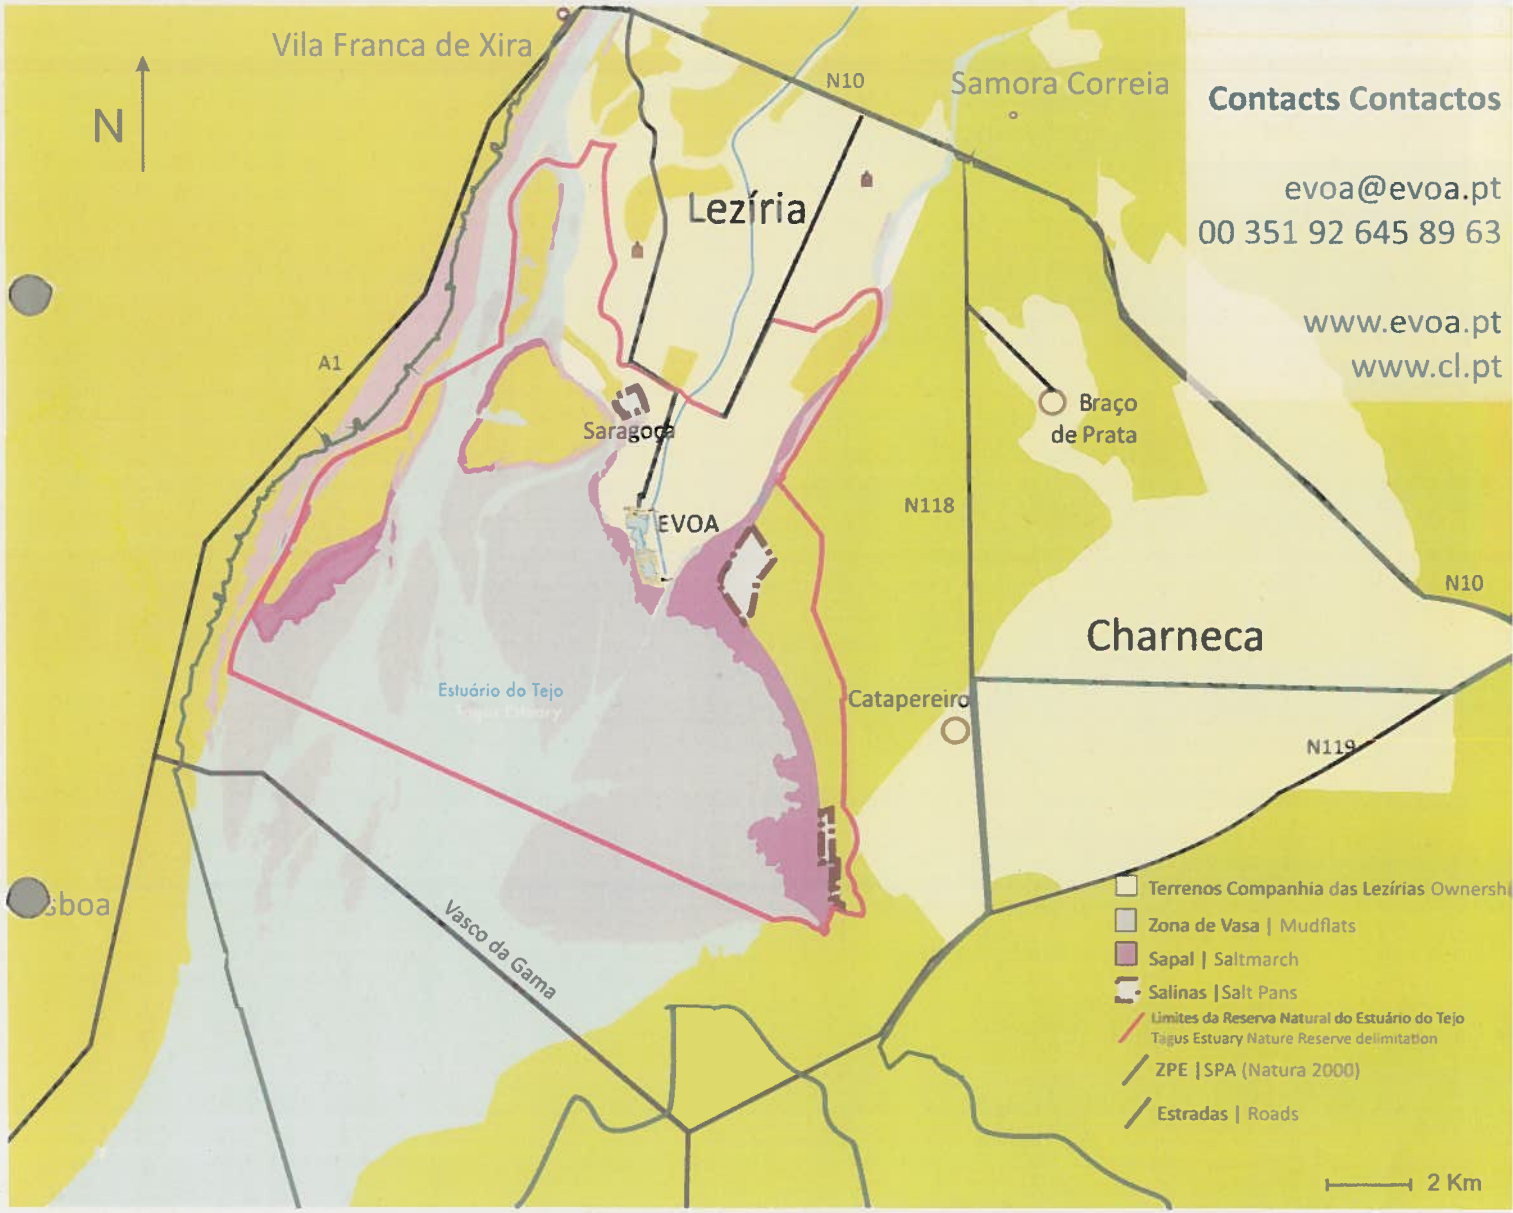 Vila Franca de Xira
N
N10
Samora Correia
Contacts Contactos
evoa@evoa.pt
00 351 92 645 89 63
www.evoa.pt
www.cl.pt
Lezíria
A1
Saragoça
Braço
de Prata
N118
EVOA
N10
Charneca
Estuário do Tejo
Tagus Estuary
Catapereiro
N119
sboa
Vasco da Gama
Terrenos Companhia das Lezírias Ownersh
Zona de Vasa | Mudflats
Sapal | Saltmarch
Salinas |Salt Pans
Limites da Reserva Natural do Estuário do Tejo
Tagus Estuary Nature Reserve delimitation
ZPE |SPA (Natura 2000)
Estradas | Roads
2 Km